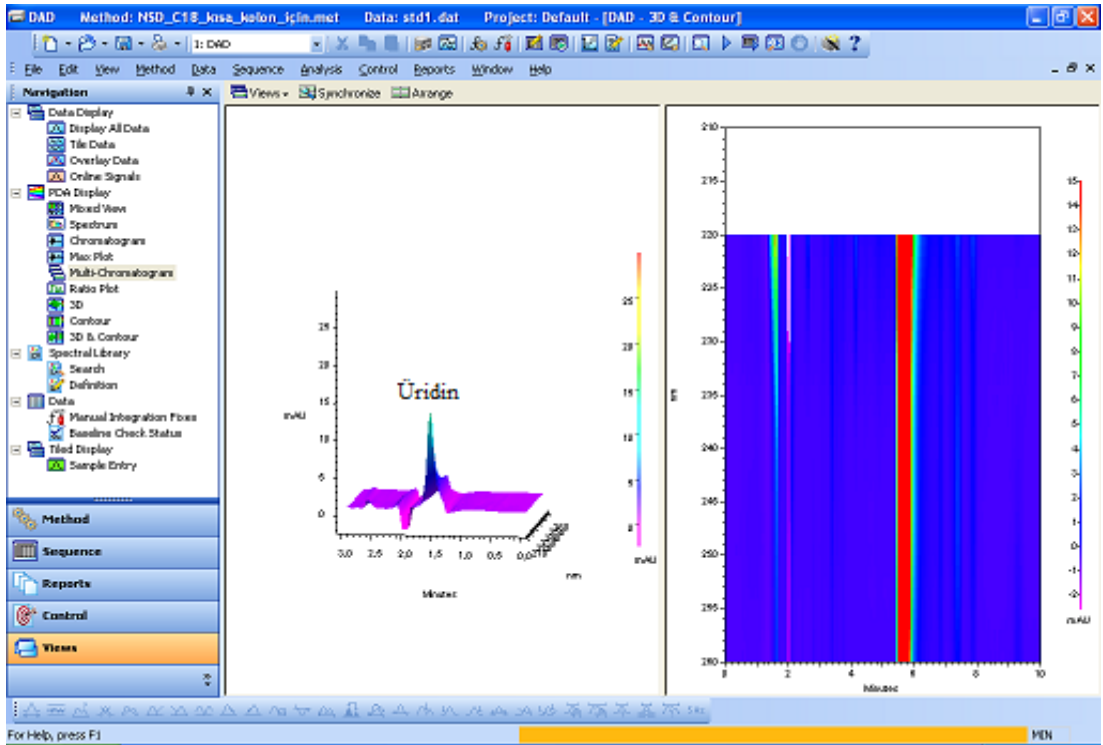 DAD Method: NSD_C18_kısa_kolon_için.met Data: std1.dat Project: Default - [DAD - 3D & Contour]
1: DAD
File Edit View Method Data Sequence Analysis Control Reports Window Help
Navigation
Views Synchronize Arrange
Data Display
Display All Data
Tile Data
Overlay Data
Online Signals
PDA Display
Mixed View
Spectrum
Chromatogram
Max Plot
Multi-Chromatogram
Ratio Plot
3D
Contour
3D & Contour
Spectral Library
Search
Definition
Data
Manual Integration Fixes
Baseline Check Status
Tiled Display
Sample Entry
Method
Sequence
Reports
Control
Views
25
20
15
10
5
0
mAU
Üridin
3,0 2,5 2,0 1,5 1,0 0,5 0,0
Minutes
nm
25
20
15
10
5
0
mAU
210
215
220
225
230
235
240
245
250
255
260
nm
0 2 4 6 8 10
Minutes
15
14
13
12
11
10
9
8
7
6
5
4
3
2
1
0
-1
-2
mAU
For Help, press F1